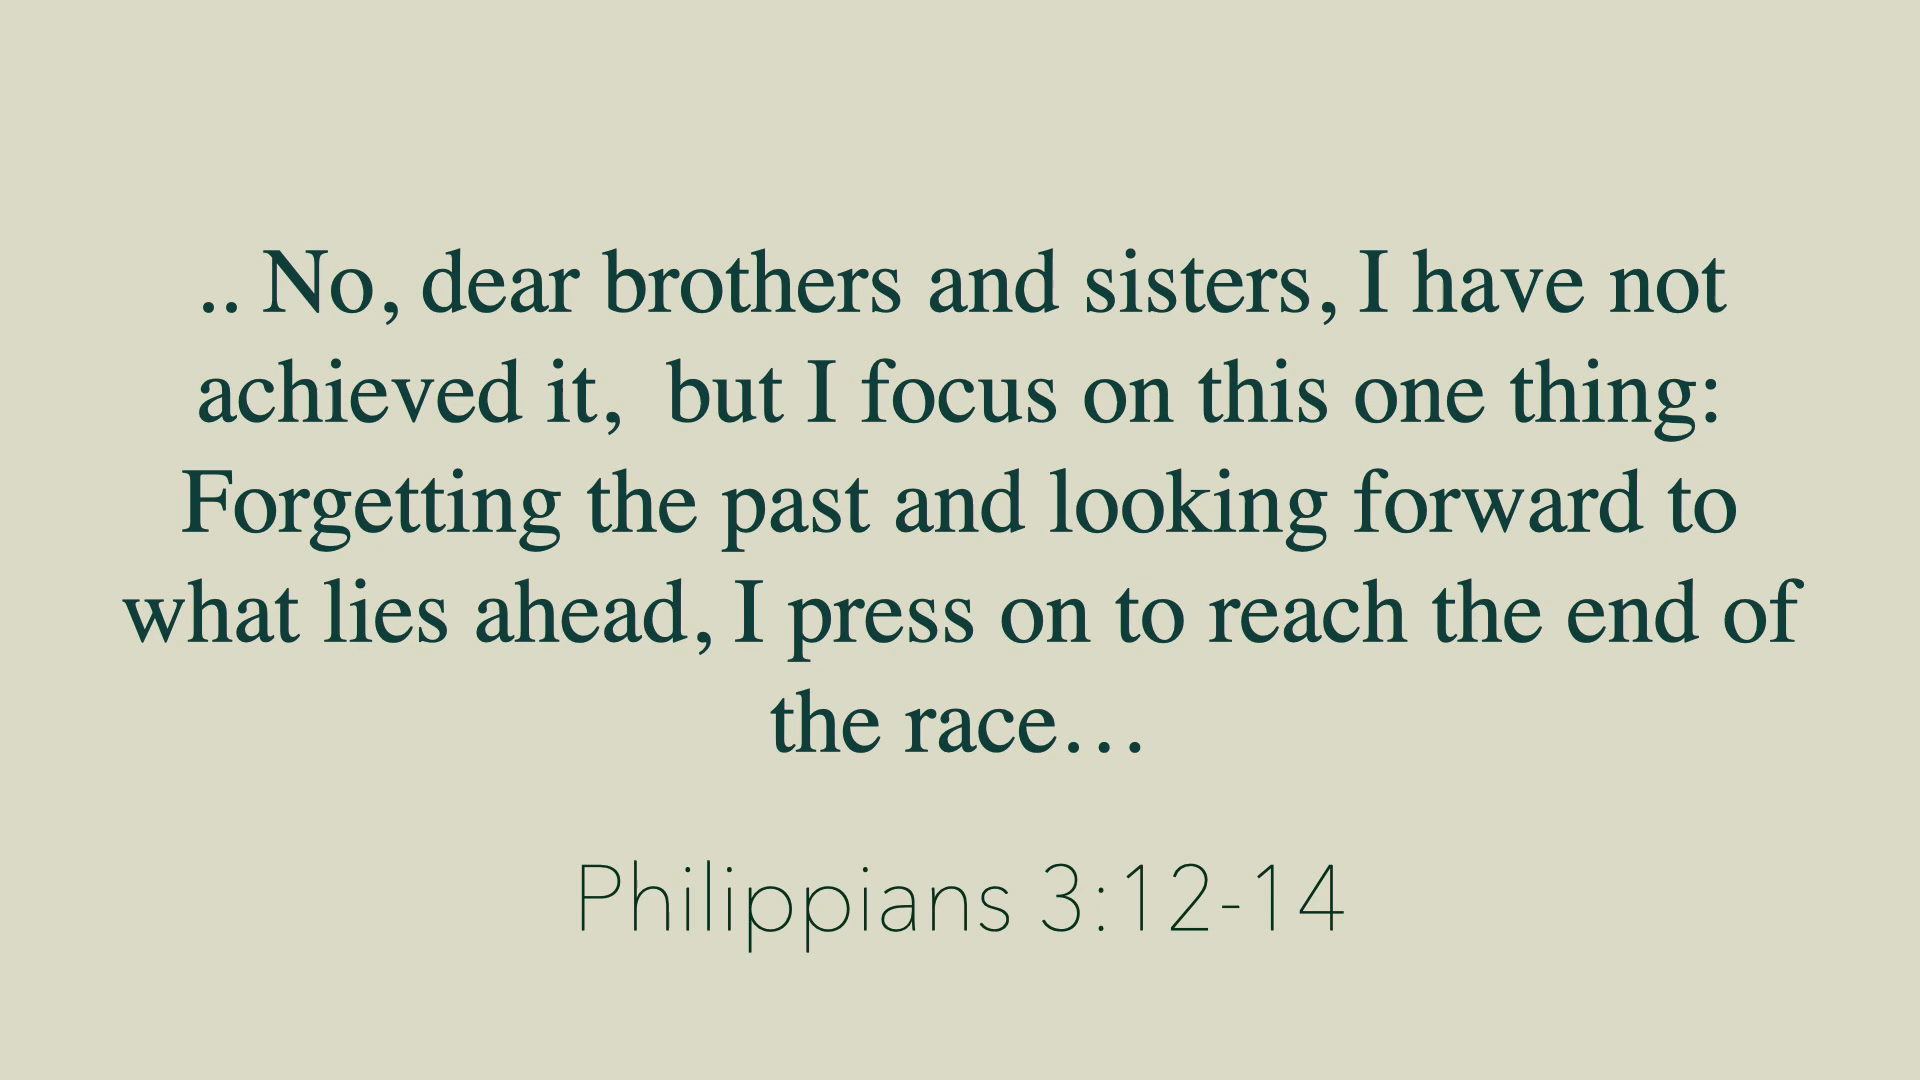 .. No, dear brothers and sisters, I have not
achieved it,  but I focus on this one thing:
Forgetting the past and looking forward to
what lies ahead, I press on to reach the end of
the race…
Philippians 3:12-14